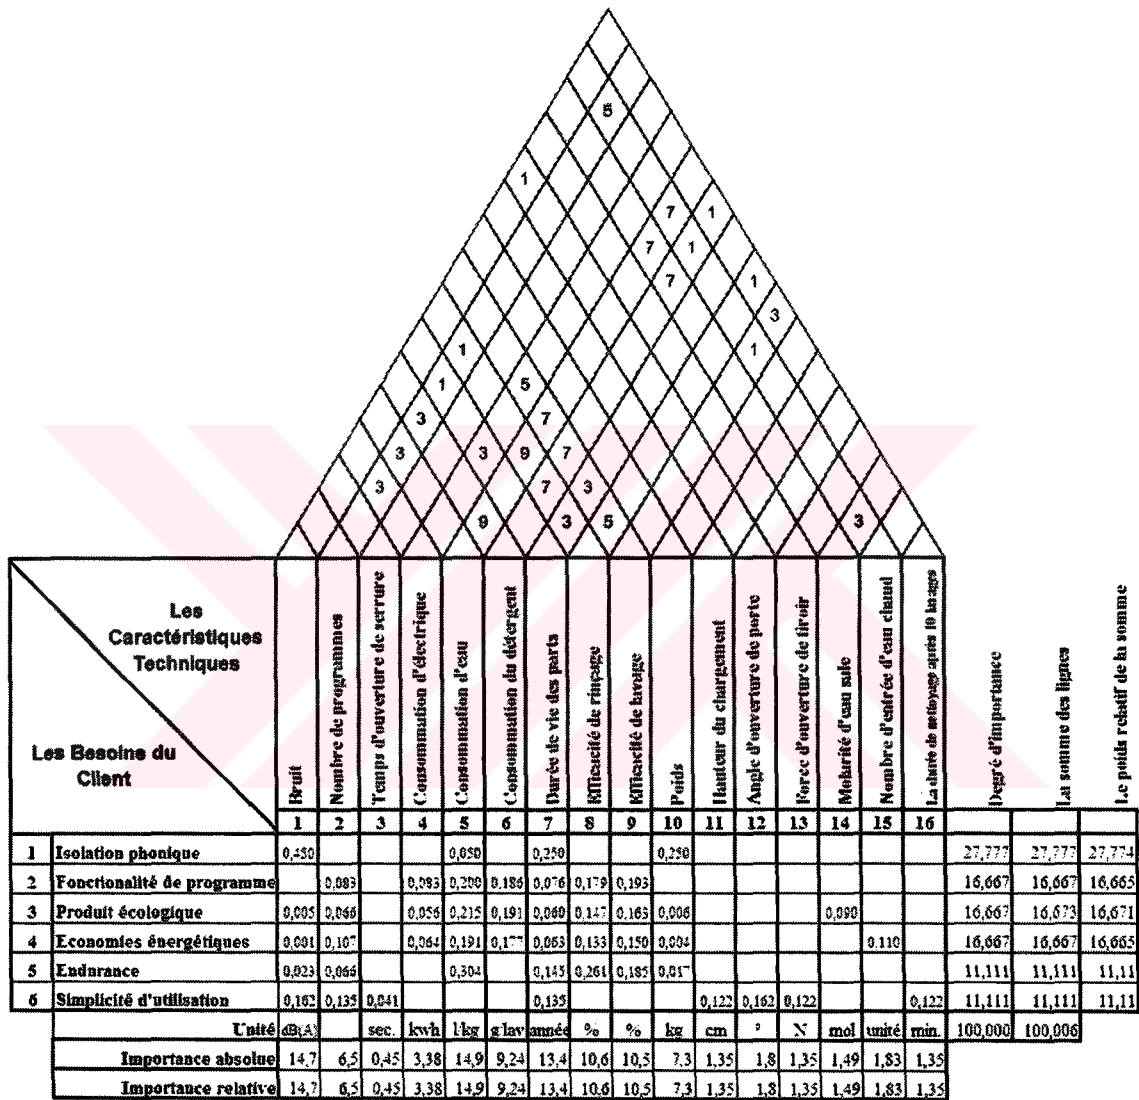 5
1
7 1
7 1
7 1
3
1 1
1 5
3 7
3 3 9 7
3 7 3
9 3 5 3
Les
Caractéristiques
Techniques
Les Besoins du
Client
Bruit
Nombre de programmes
Temps d'ouverture de serrure
Consommation d'électrique
Consommation d'eau
Consommation du détergent
Durée de vie des parts
Efficacité de rinçage
Efficacité de lavage
Poids
Hauteur du chargement
Angle d'ouverture de porte
Force d'ouverture de tiroir
Molarité d'eau sale
Nombre d'entrée d'eau chaud
La durée de nettoyage après 10 lavages
Degré d'importance
La somme des lignes
Le poids relatif de la somme
1 2 3 4 5 6 7 8 9 10 11 12 13 14 15 16
1 Isolation phonique 0,450 0,050 0,250 0,250 27,777 27,777 27,774
2 Fonctionalité de programme 0,083 0,083 0,200 0,186 0,076 0,179 0,193 16,667 16,667 16,665
3 Produit écologique 0,005 0,066 0,056 0,215 0,191 0,060 0,147 0,163 0,006 0,090 16,667 16,673 16,671
4 Economies énergétiques 0,001 0,107 0,064 0,191 0,177 0,063 0,133 0,150 0,004 0.110 16,667 16,667 16,665
5 Endurance 0,023 0,066 0,304 0,145 0,261 0,185 0,017 11,111 11,111 11,11
6 Simplicité d'utilisation 0,162 0,135 0,041 0,135 0,122 0,162 0,122 0,122 11,111 11,111 11,11
Unité dB(A) sec. kwh l/kg g/lav année % % kg cm ° N mol unité min. 100,000 100,006
Importance absolue 14,7 6,5 0,45 3,38 14,9 9,24 13,4 10,6 10,5 7,3 1,35 1,8 1,35 1,49 1,83 1,35
Importance relative 14,7 6,5 0,45 3,38 14,9 9,24 13,4 10,6 10,5 7,3 1,35 1,8 1,35 1,49 1,83 1,35